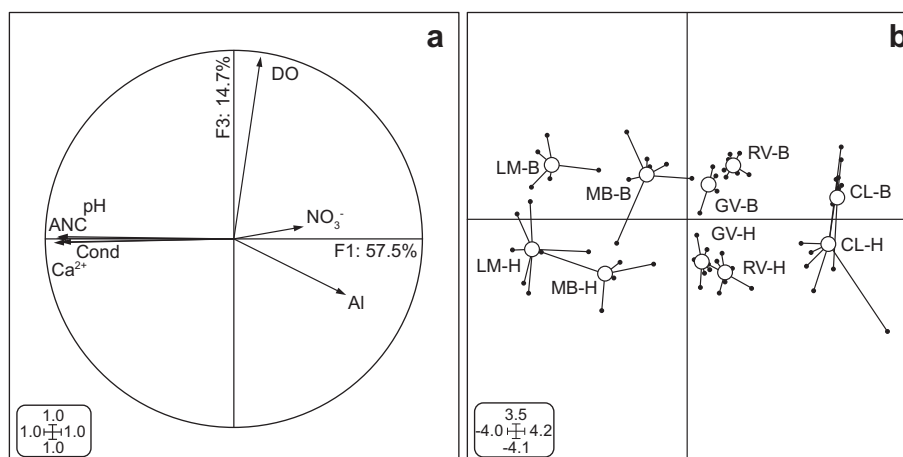 a
DO
F3: 14.7%
pH
ANC
NO₃⁻
Cond
F1: 57.5%
Ca²⁺
Al
1.0
1.0 1.0
1.0
b
LM-B
MB-B
RV-B
GV-B
CL-B
GV-H
LM-H
MB-H
RV-H
CL-H
3.5
-4.0 4.2
-4.1